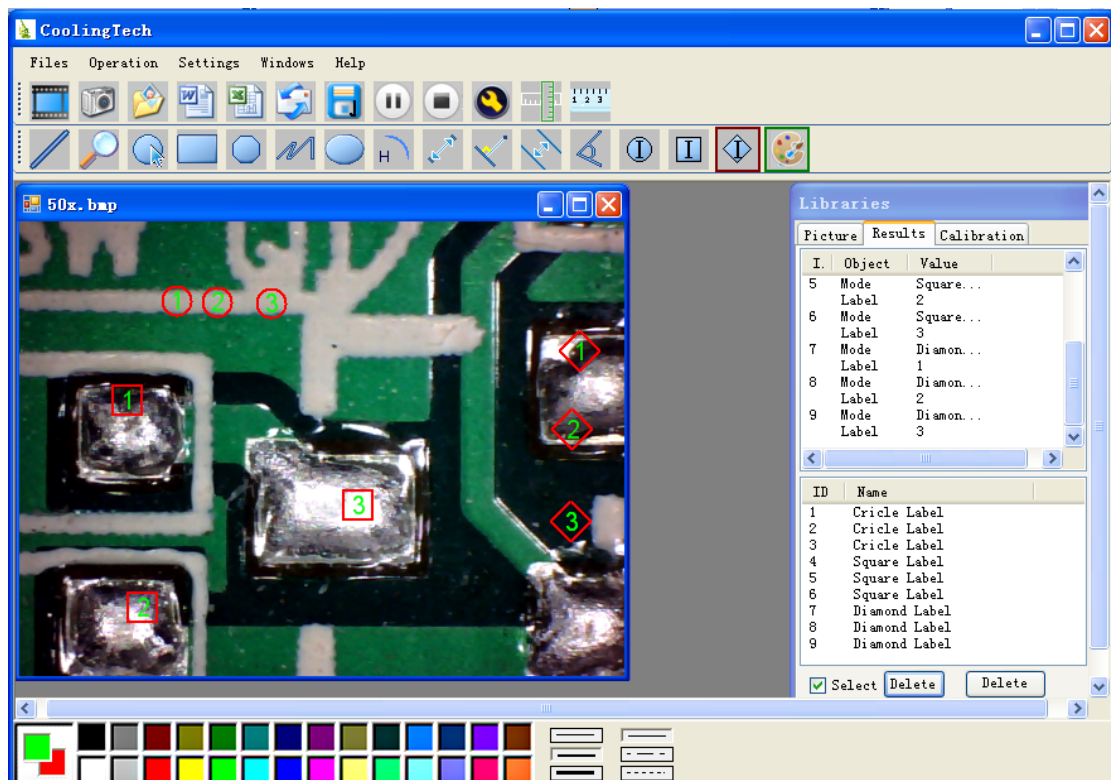 CoolingTech
Files Operation Settings Windows Help
1 2 3
H
I I I
50x.bmp
1 2 3
1
1
2
3
3
2
Libraries
Picture Results Calibration
I. Object Value
5 Mode Square...
Label 2
6 Mode Square...
Label 3
7 Mode Diamon...
Label 1
8 Mode Diamon...
Label 2
9 Mode Diamon...
Label 3
ID Name
1 Cricle Label
2 Cricle Label
3 Cricle Label
4 Square Label
5 Square Label
6 Square Label
7 Diamond Label
8 Diamond Label
9 Diamond Label
Select Delete Delete